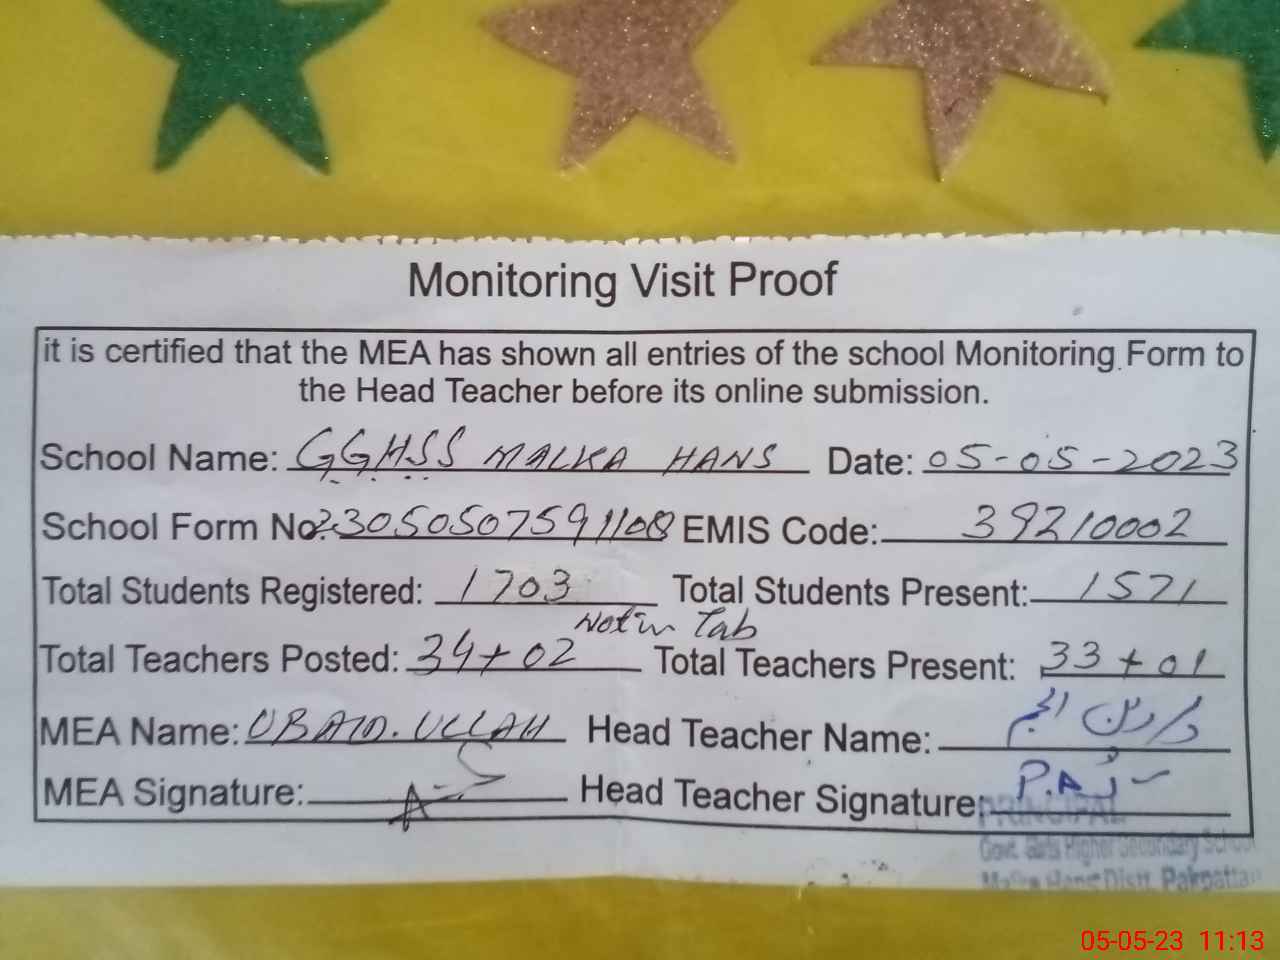 Monitoring Visit Proof
it is certified that the MEA has shown all entries of the school Monitoring Form to
the Head Teacher before its online submission.
School Name: GGHSS MALKA HANS Date: 05-05-2023
School Form No. 23050507591108 EMIS Code: 39210002
Total Students Registered: 1703 Total Students Present: 1571
Not in Tab
Total Teachers Posted: 34+02 Total Teachers Present: 33+01
MEA Name: UBAID.ULLAH Head Teacher Name: انجم
MEA Signature: Head Teacher Signature: P.A
PRINCIPAL
Govt. Girls Higher Secondary School
Malka Hans Distt. Pakpattan
05-05-23 11:13